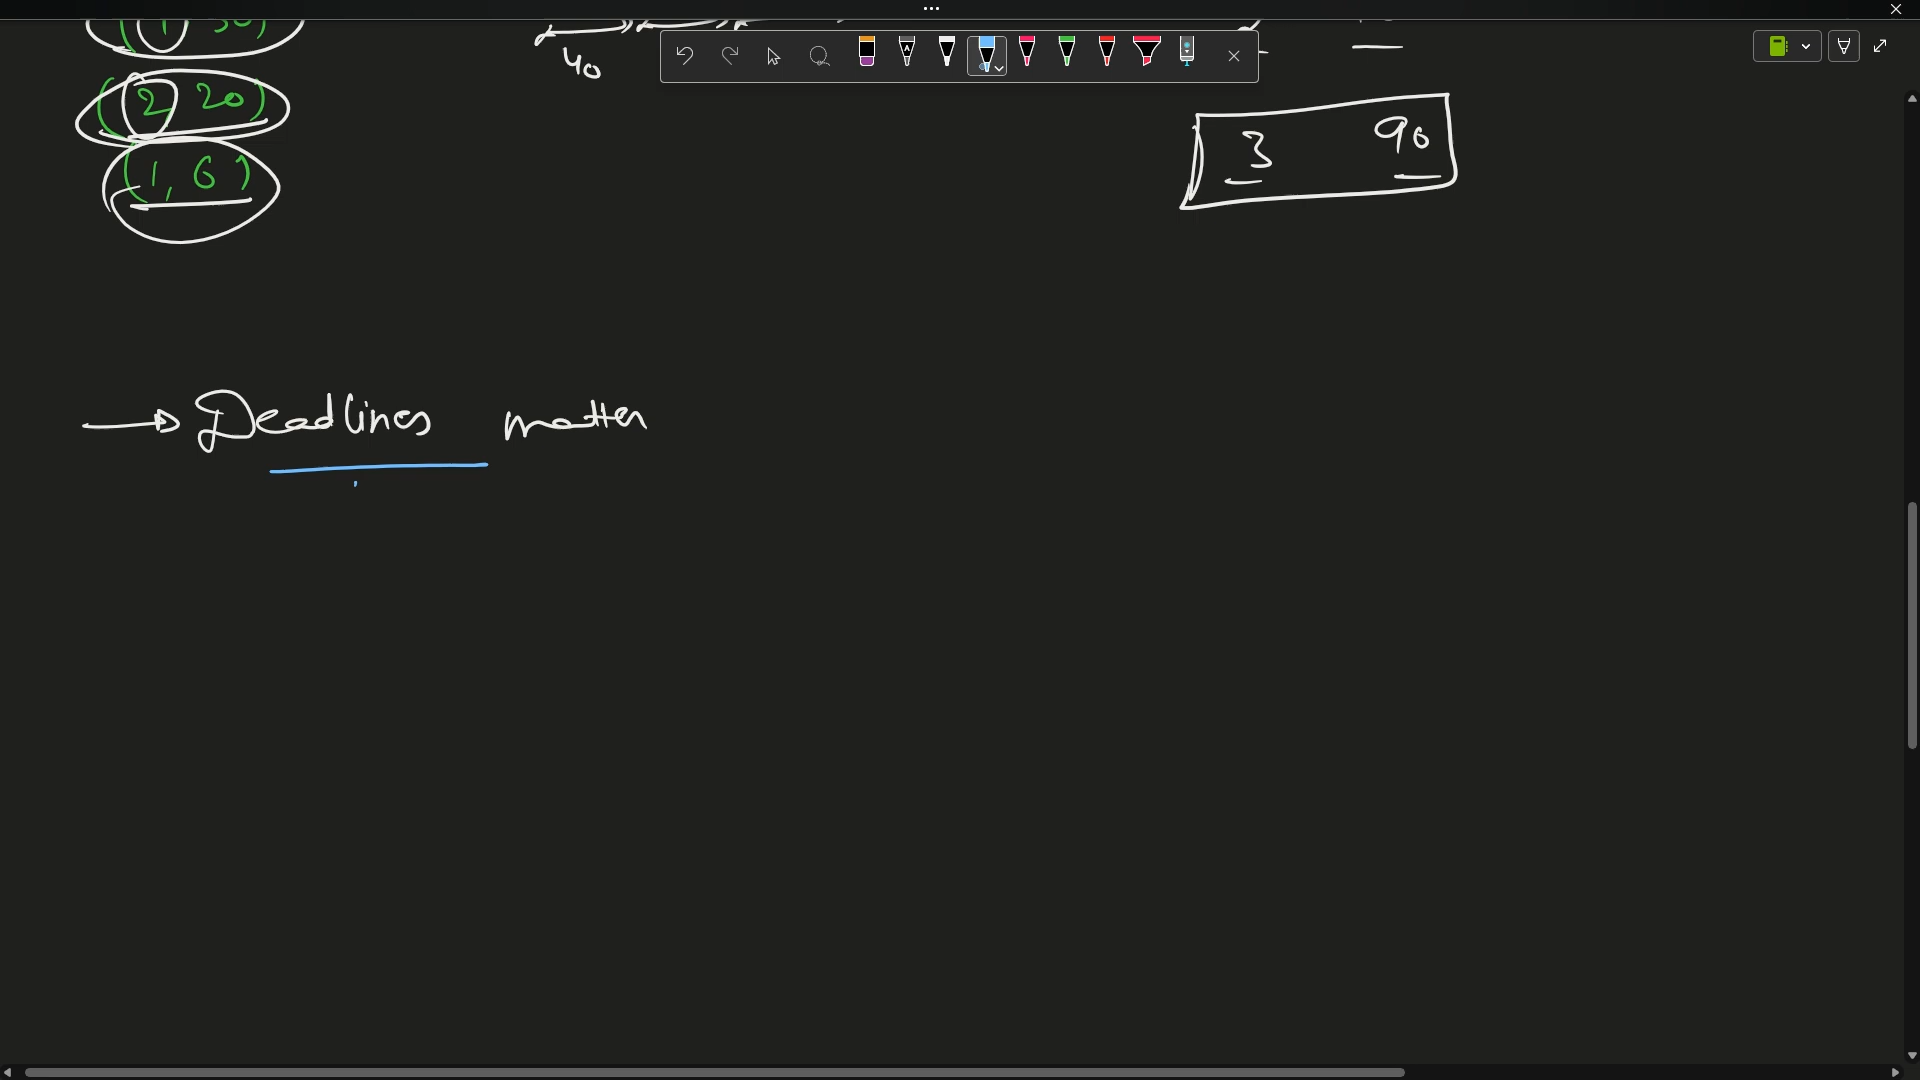 40
(2 20)
3 90
(1, 6)
→ Deadlines matter